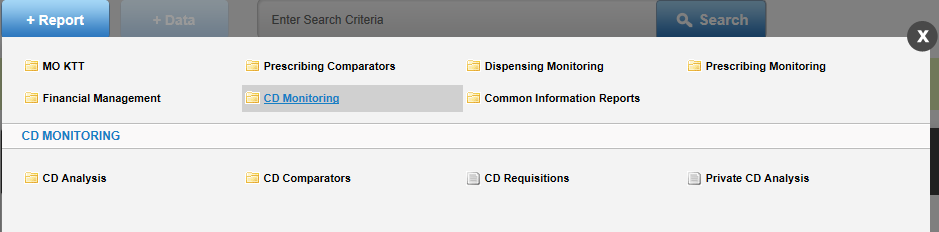 + Report
+ Data
Enter Search Criteria
Search
X
MO KTT
Prescribing Comparators
Dispensing Monitoring
Prescribing Monitoring
Financial Management
CD Monitoring
Common Information Reports
CD MONITORING
CD Analysis
CD Comparators
CD Requisitions
Private CD Analysis